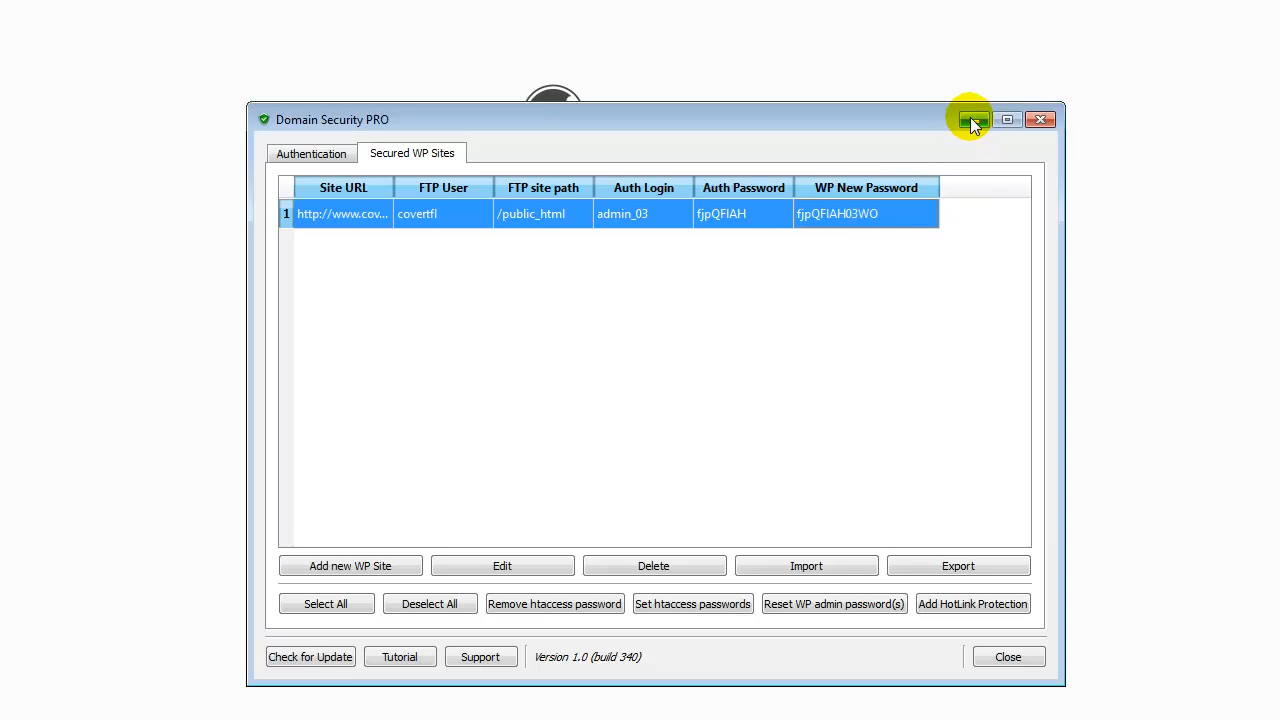 Domain Security PRO
Authentication Secured WP Sites
Site URL FTP User FTP site path Auth Login Auth Password WP New Password
1 http://www.cov... covertfl /public_html admin_03 fjpQFIAH fjpQFIAH03WO
Add new WP Site Edit Delete Import Export
Select All Deselect All Remove htaccess password Set htaccess passwords Reset WP admin password(s) Add HotLink Protection
Check for Update Tutorial Support Version 1.0 (build 340) Close